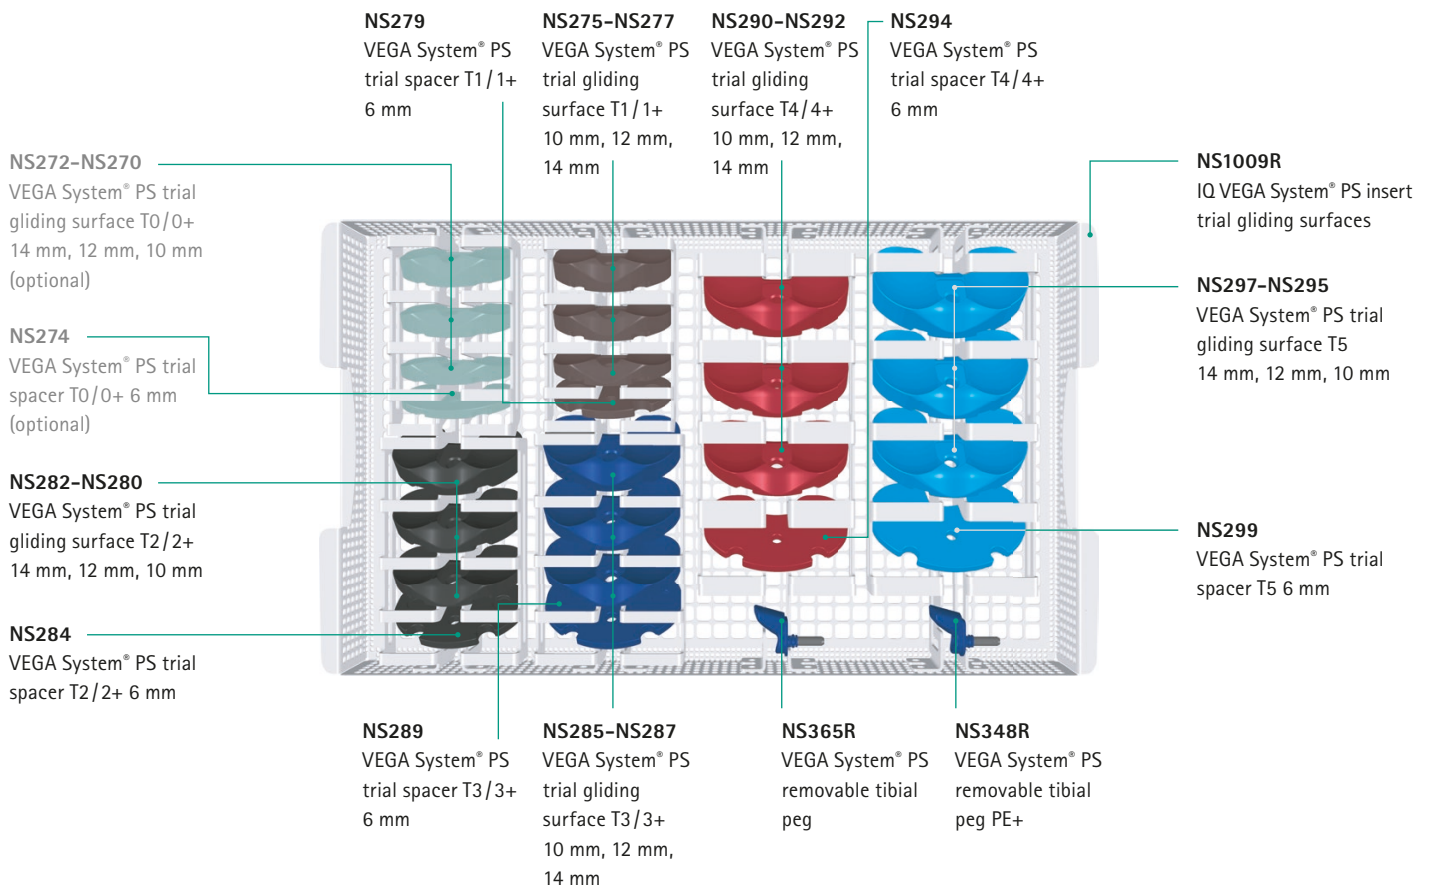 NS279
VEGA System® PS
trial spacer T1/1+
6 mm
NS275-NS277
VEGA System® PS
trial gliding
surface T1/1+
10 mm, 12 mm,
14 mm
NS290-NS292
VEGA System® PS
trial gliding
surface T4/4+
10 mm, 12 mm,
14 mm
NS294
VEGA System® PS
trial spacer T4/4+
6 mm
NS272-NS270
VEGA System® PS trial
gliding surface T0/0+
14 mm, 12 mm, 10 mm
(optional)
NS274
VEGA System® PS trial
spacer T0/0+ 6 mm
(optional)
NS282-NS280
VEGA System® PS trial
gliding surface T2/2+
14 mm, 12 mm, 10 mm
NS284
VEGA System® PS trial
spacer T2/2+ 6 mm
NS1009R
IQ VEGA System® PS insert
trial gliding surfaces
NS297-NS295
VEGA System® PS trial
gliding surface T5
14 mm, 12 mm, 10 mm
NS299
VEGA System® PS trial
spacer T5 6 mm
NS289
VEGA System® PS
trial spacer T3/3+
6 mm
NS285-NS287
VEGA System® PS
trial gliding
surface T3/3+
10 mm, 12 mm,
14 mm
NS365R
VEGA System® PS
removable tibial
peg
NS348R
VEGA System® PS
removable tibial
peg PE+